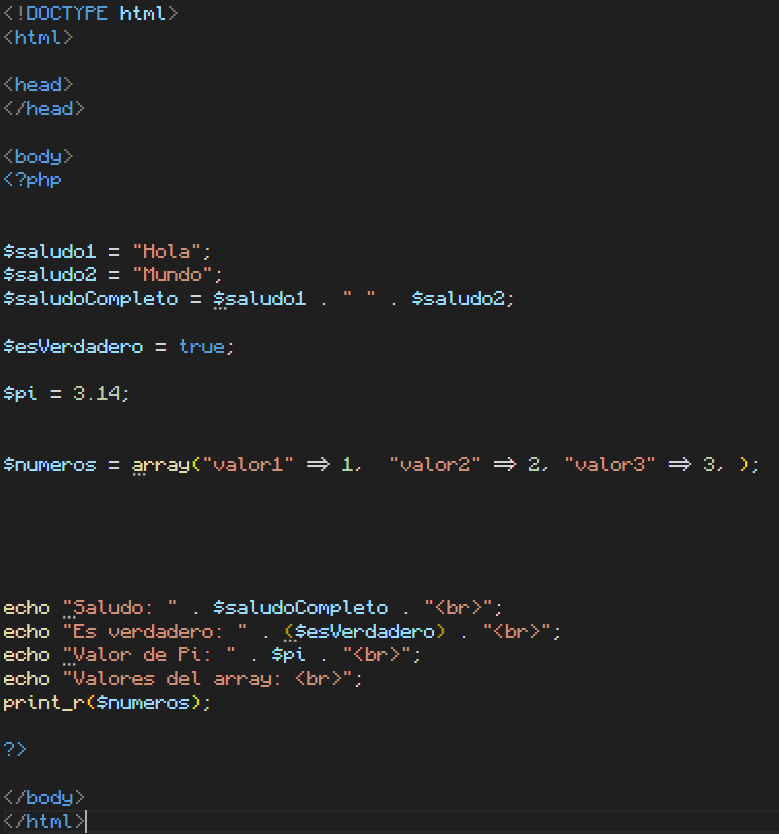 <!DOCTYPE html>
<html>
<head>
</head>
<body>
<?php
$saludo1 = "Hola";
$saludo2 = "Mundo";
$saludoCompleto = $saludo1 . " " . $saludo2;
$esVerdadero = true;
$pi = 3.14;
$numeros = array("valor1" => 1,  "valor2" => 2, "valor3" => 3, );
echo "Saludo: " . $saludoCompleto . "<br>";
echo "Es verdadero: " . ($esVerdadero) . "<br>";
echo "Valor de Pi: " . $pi . "<br>";
echo "Valores del array: <br>";
print_r($numeros);
?>
</body>
</html>